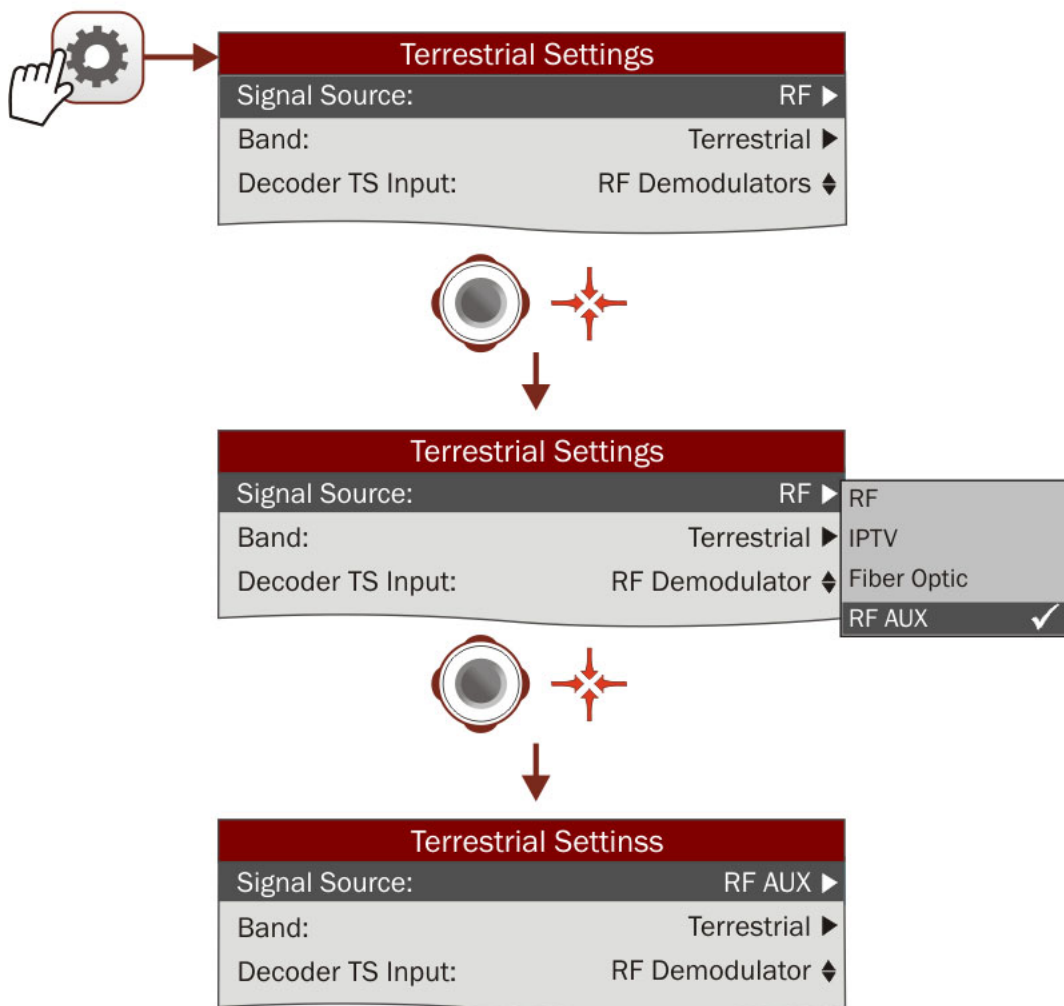 Terrestrial Settings
Signal Source: RF
Band: Terrestrial
Decoder TS Input: RF Demodulators
Terrestrial Settings
Signal Source: RF
Band: Terrestrial
Decoder TS Input: RF Demodulator
RF
IPTV
Fiber Optic
RF AUX
Terrestrial Settinss
Signal Source: RF AUX
Band: Terrestrial
Decoder TS Input: RF Demodulator